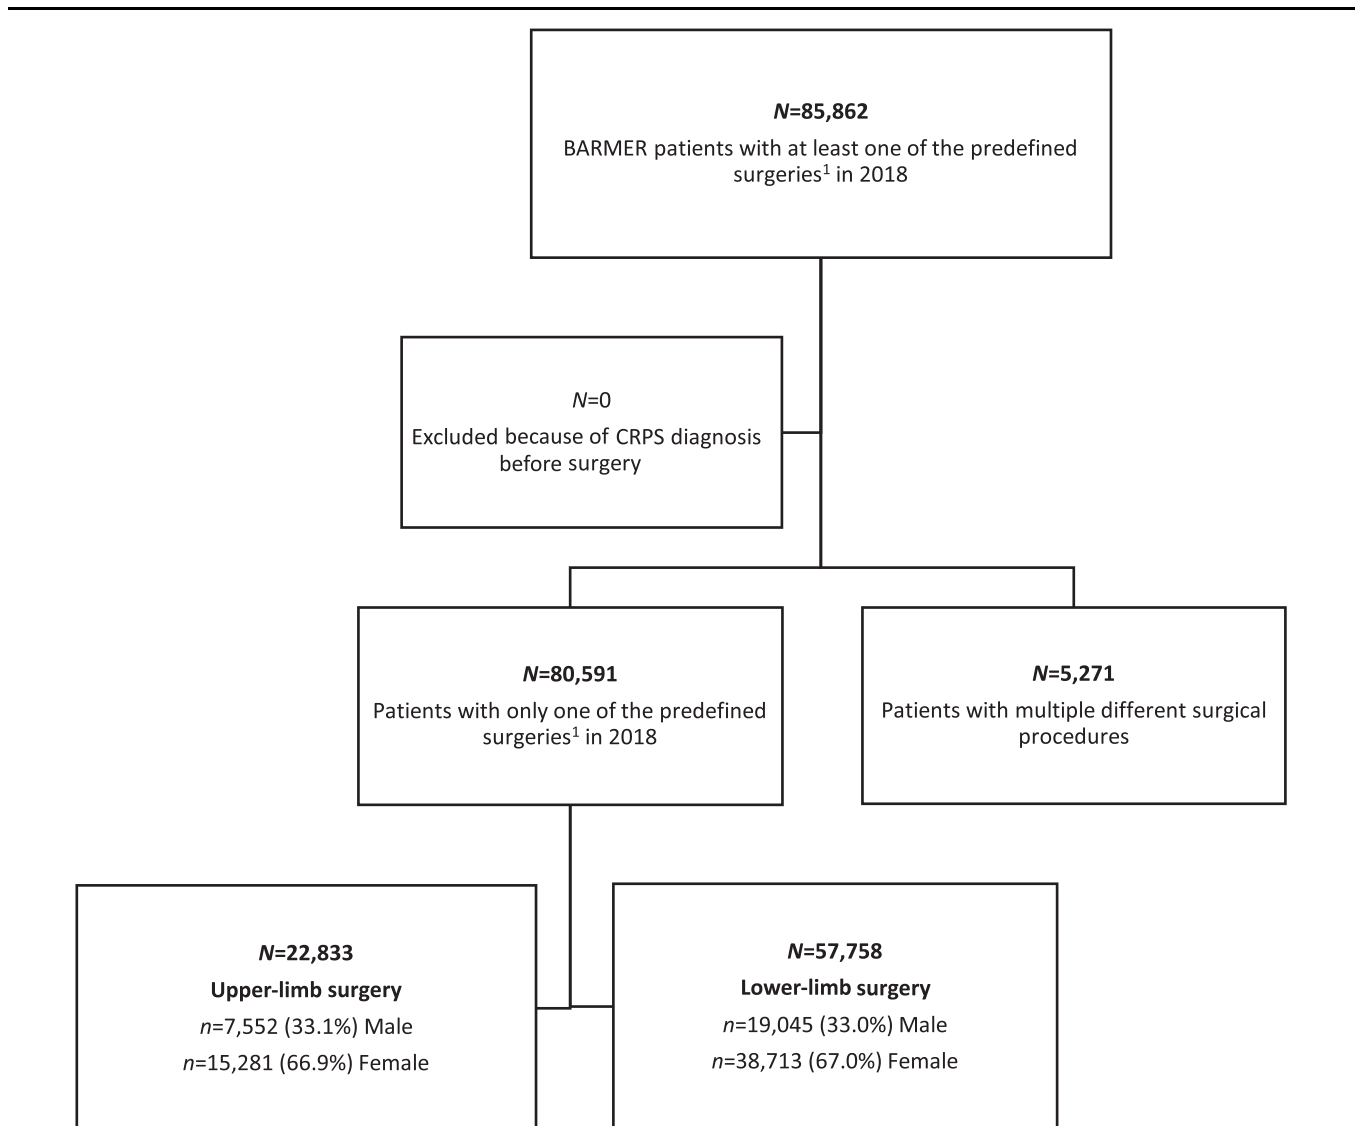 N=85,862
BARMER patients with at least one of the predefined
surgeries1 in 2018
N=0
Excluded because of CRPS diagnosis
before surgery
N=80,591
Patients with only one of the predefined
surgeries1 in 2018
N=5,271
Patients with multiple different surgical
procedures
N=22,833
Upper-limb surgery
n=7,552 (33.1%) Male
n=15,281 (66.9%) Female
N=57,758
Lower-limb surgery
n=19,045 (33.0%) Male
n=38,713 (67.0%) Female